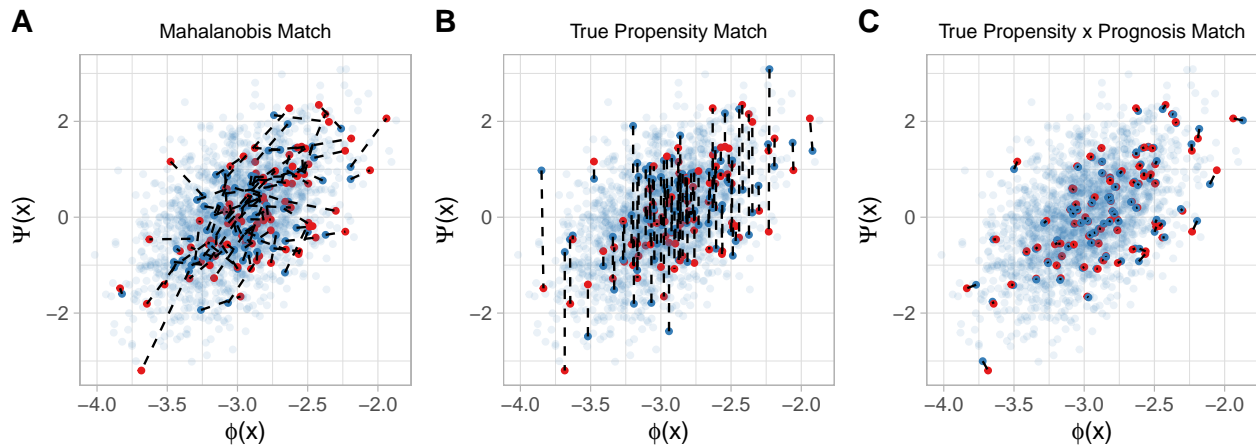 A
Mahalanobis Match
Ψ(x)
2
0
−2
−4.0 −3.5 −3.0 −2.5 −2.0
ϕ(x)
B
True Propensity Match
Ψ(x)
2
0
−2
−4.0 −3.5 −3.0 −2.5 −2.0
ϕ(x)
C
True Propensity x Prognosis Match
Ψ(x)
2
0
−2
−4.0 −3.5 −3.0 −2.5 −2.0
ϕ(x)